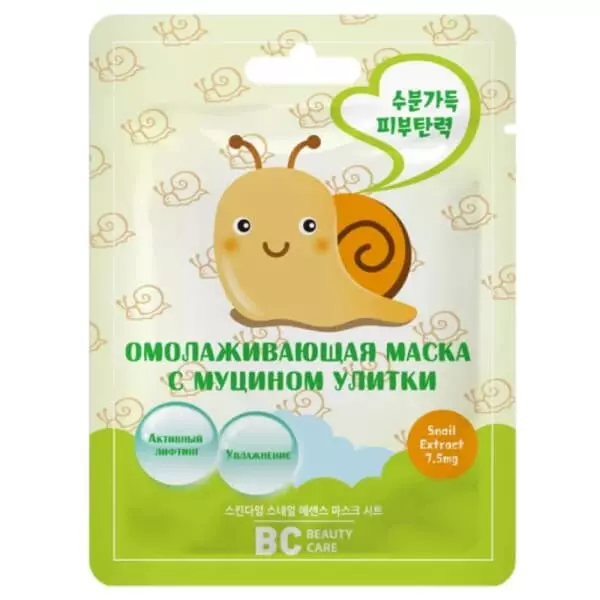 수분가득
피부탄력
ОМОЛАЖИВАЮЩАЯ МАСКА
С МУЦИНОМ УЛИТКИ
Активный
лифтинг
Увлажнение
Snail
Extract
7.5mg
스킨다임 스네일 에센스 마스크 시트
BC BEAUTY
CARE